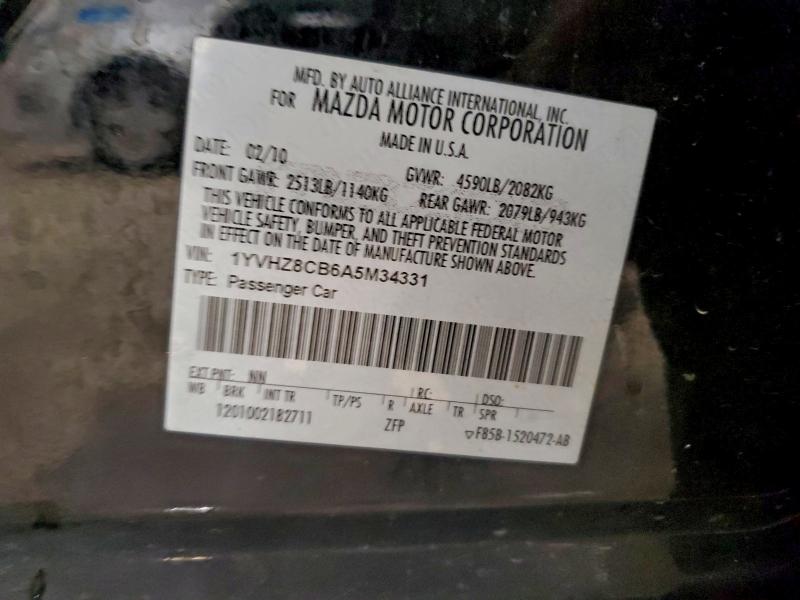 MFD. BY AUTO ALLIANCE INTERNATIONAL, INC.
FOR MAZDA MOTOR CORPORATION
MADE IN U.S.A.
DATE: 02/10 GVWR: 4590LB/2082KG
FRONT GAWR: 2513LB/1140KG REAR GAWR: 2079LB/943KG
THIS VEHICLE CONFORMS TO ALL APPLICABLE FEDERAL MOTOR
VEHICLE SAFETY, BUMPER, AND THEFT PREVENTION STANDARDS
IN EFFECT ON THE DATE OF MANUFACTURE SHOWN ABOVE.
VIN: 1YVHZ8CB6A5M34331
TYPE: Passenger Car
EXT PNT: NN RC: DSO:
WB BRK INT TR TP/PS R AXLE TR SPR
1201002182711 ZFP ▽F85B-1520472-AB